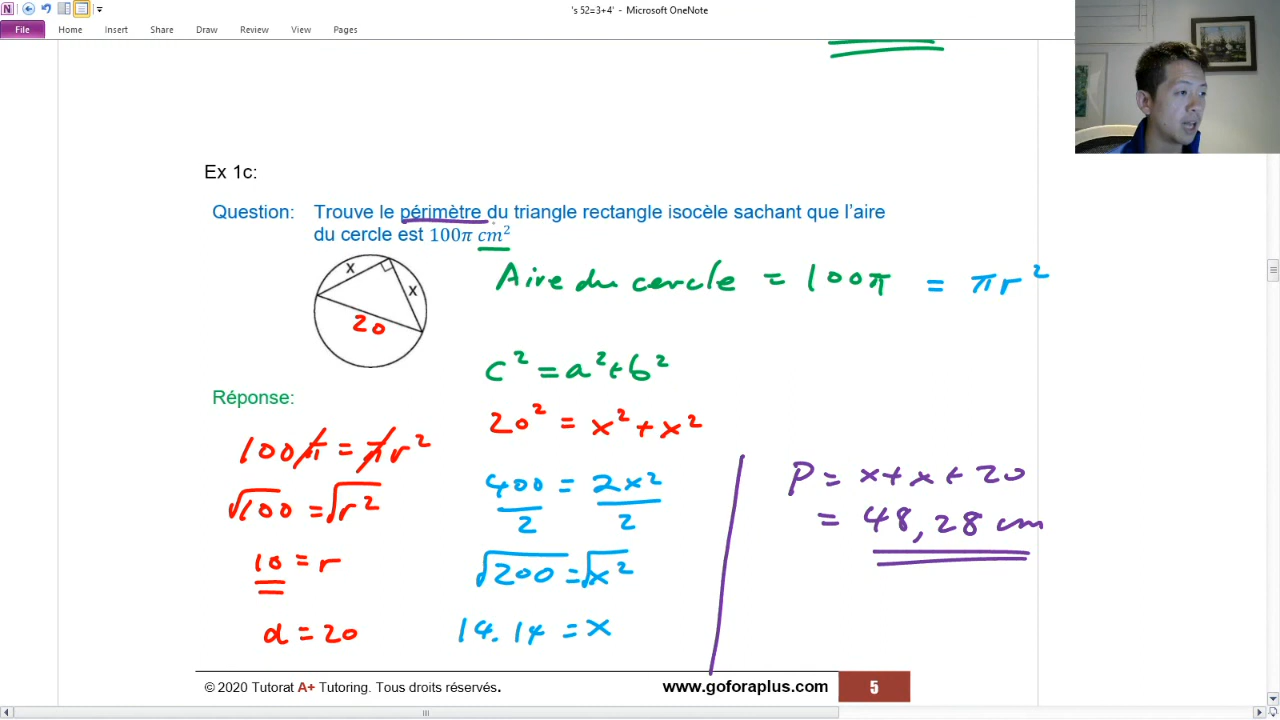 's 52=3+4' - Microsoft OneNote
File Home Insert Share Draw Review View Pages
Ex 1c:
Question: Trouve le périmètre du triangle rectangle isocèle sachant que l'aire
du cercle est 100π cm²
x
x
20
Aire du cercle = 100π = πr²
c² = a² + b²
20² = x² + x²
400 = 2x²
2 2
√200 = √x²
14.14 = x
Réponse:
100π = πr²
√100 = √r²
10 = r
d = 20
P = x + x + 20
= 48,28 cm
© 2020 Tutorat A+ Tutoring. Tous droits réservés.
www.goforaplus.com
5